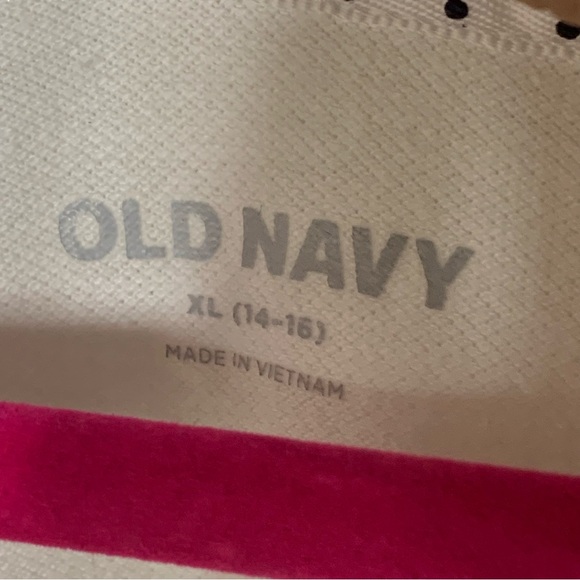 OLD NAVY
XL (14-16)
MADE IN VIETNAM